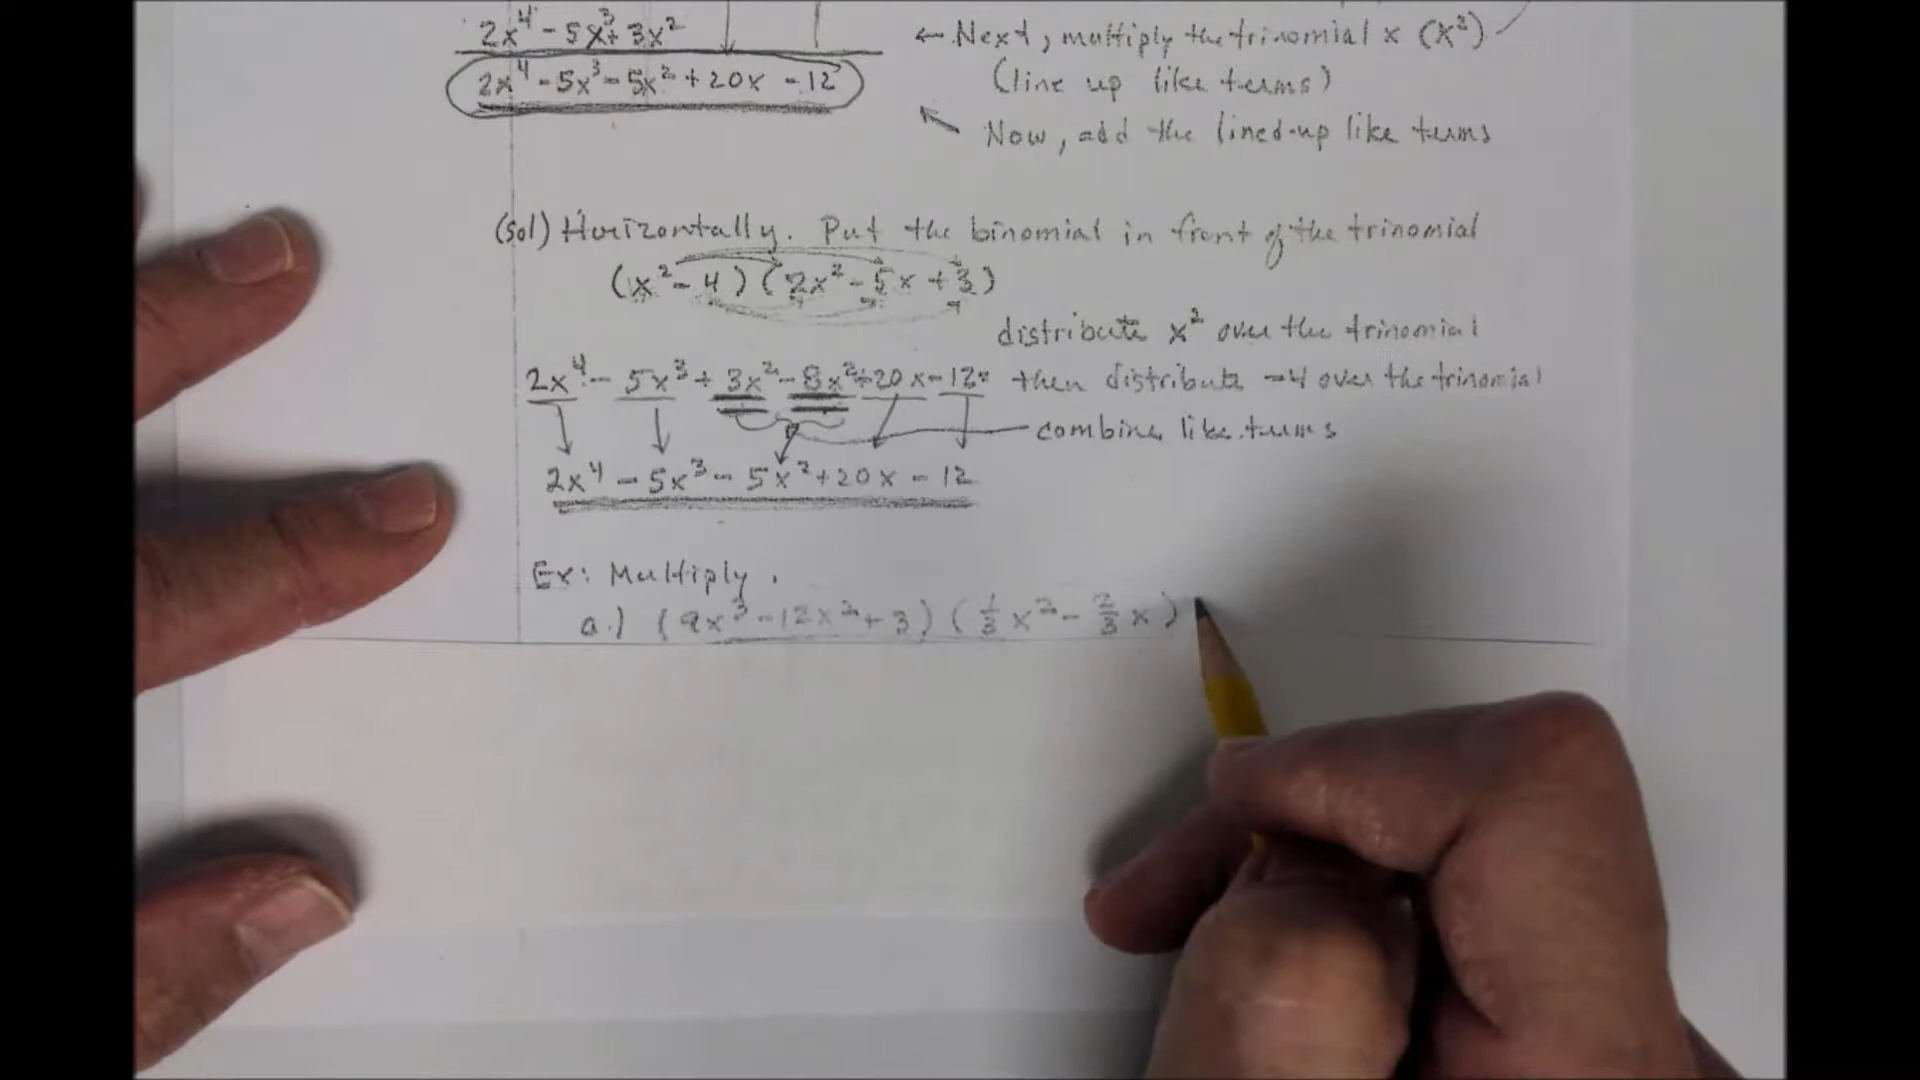 2x⁴ - 5x³ + 3x²
2x⁴ - 5x³ - 5x² + 20x - 12
← Next, multiply the trinomial x (x²)
(line up like terms)
Now, add the lined-up like terms
(sol) Horizontally. Put the binomial in front of the trinomial
(x² - 4) (2x² - 5x + 3)
distribute x² over the trinomial
2x⁴ - 5x³ + 3x² - 8x² + 20x - 12 then distribute -4 over the trinomial
combine like terms
2x⁴ - 5x³ - 5x² + 20x - 12
Ex: Multiply.
a.) (9x³ - 12x² + 3) (1/3 x² - 2/3 x)